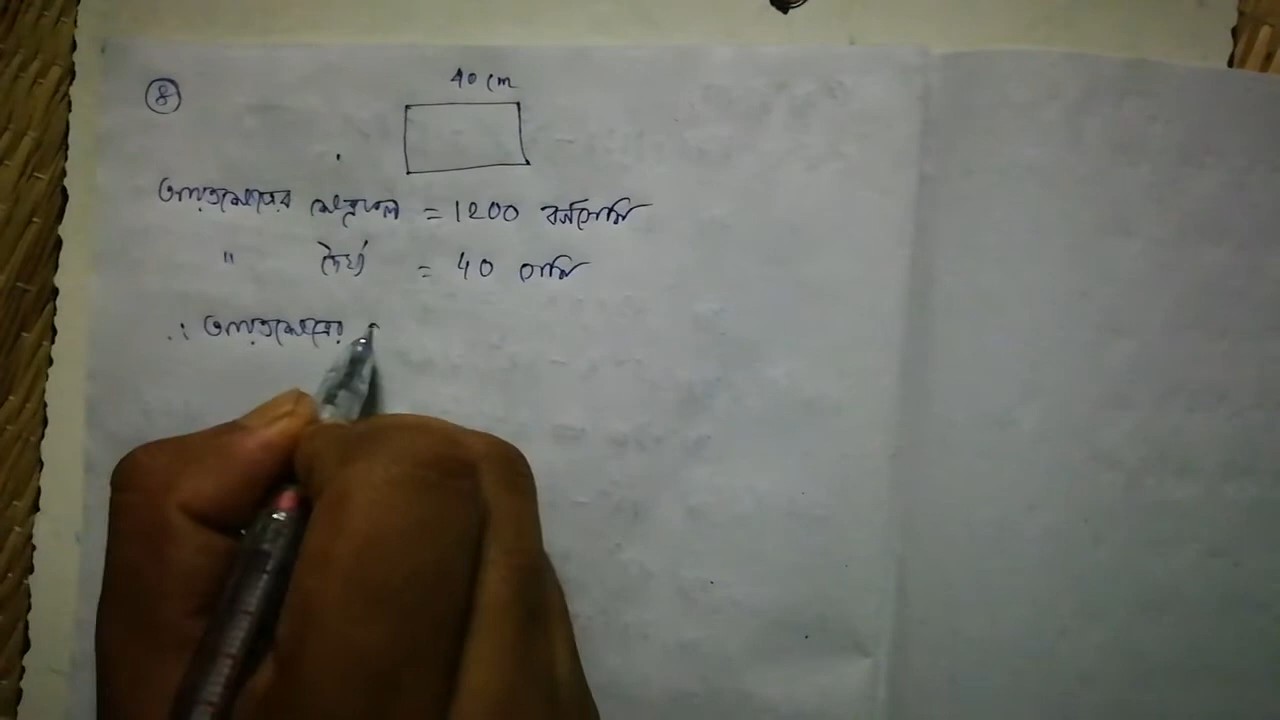 ৪
40 cm
আয়তক্ষেত্রের ক্ষেত্রফল = 1200 বর্গসেমি
" দৈর্ঘ্য = 40 সেমি
∴ আয়তক্ষেত্রের